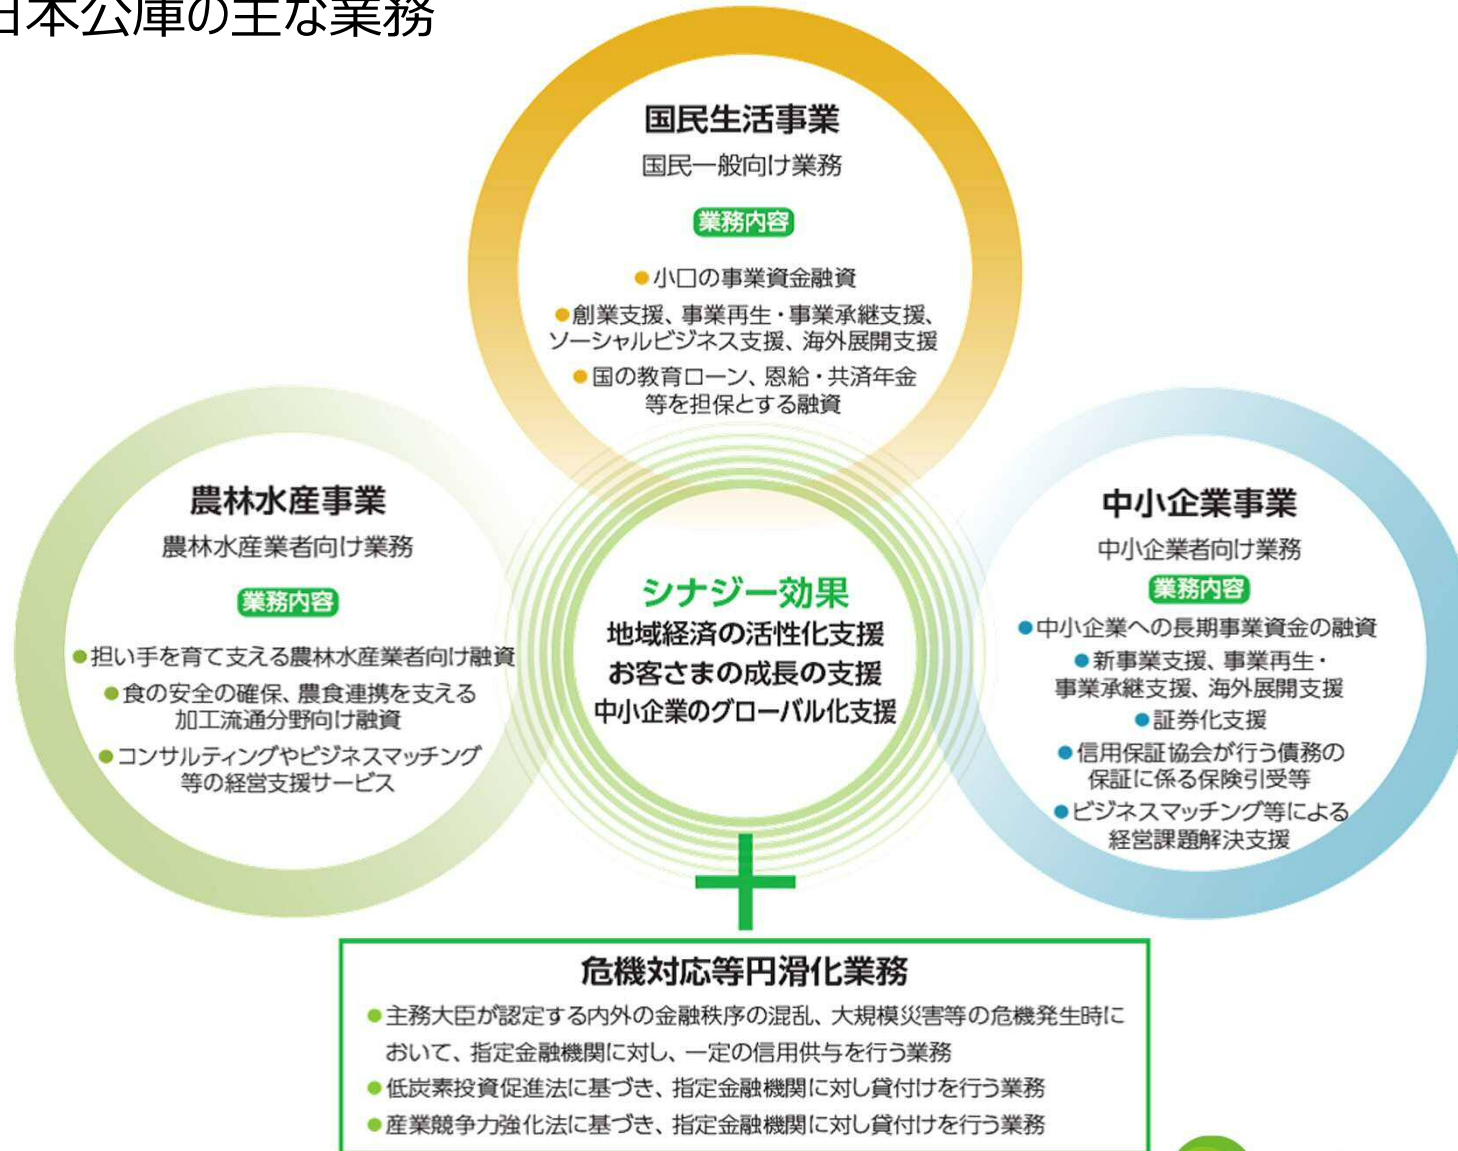 日本公庫の主な業務
国民生活事業
国民一般向け業務
業務内容
●小口の事業資金融資
●創業支援、事業再生・事業承継支援、
ソーシャルビジネス支援、海外展開支援
●国の教育ローン、恩給・共済年金
等を担保とする融資
農林水産事業
農林水産業者向け業務
業務内容
●担い手を育て支える農林水産業者向け融資
●食の安全の確保、農食連携を支える
加工流通分野向け融資
●コンサルティングやビジネスマッチング
等の経営支援サービス
シナジー効果
地域経済の活性化支援
お客さまの成長の支援
中小企業のグローバル化支援
中小企業事業
中小企業者向け業務
業務内容
●中小企業への長期事業資金の融資
●新事業支援、事業再生・
事業承継支援、海外展開支援
●証券化支援
●信用保証協会が行う債務の
保証に係る保険引受等
●ビジネスマッチング等による
経営課題解決支援
危機対応等円滑化業務
●主務大臣が認定する内外の金融秩序の混乱、大規模災害等の危機発生時に
おいて、指定金融機関に対し、一定の信用供与を行う業務
●低炭素投資促進法に基づき、指定金融機関に対し貸付けを行う業務
●産業競争力強化法に基づき、指定金融機関に対し貸付けを行う業務